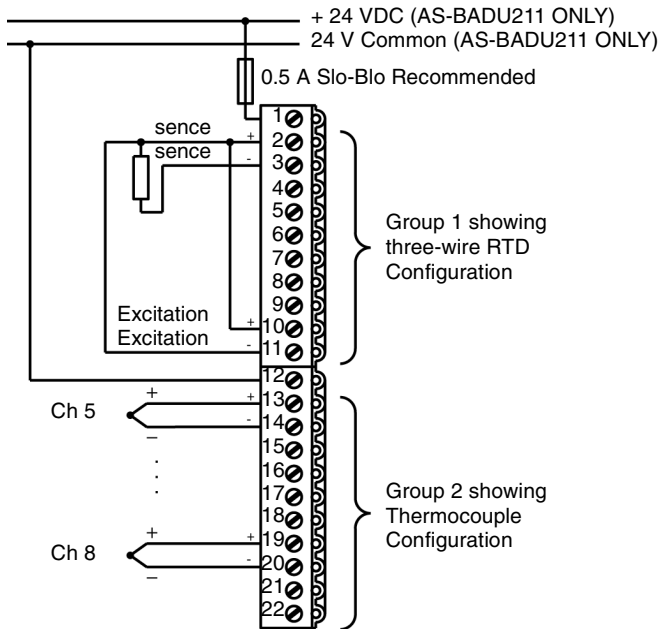 + 24 VDC (AS-BADU211 ONLY)
24 V Common (AS-BADU211 ONLY)
0.5 A Slo-Blo Recommended
1
sence + 2
sence - 3
4
5
6
7
8
9
Excitation + 10
Excitation - 11
Group 1 showing
three-wire RTD
Configuration
12
Ch 5 + + 13
− - 14
15
16
17
18
Ch 8 + + 19
− - 20
21
22
Group 2 showing
Thermocouple
Configuration